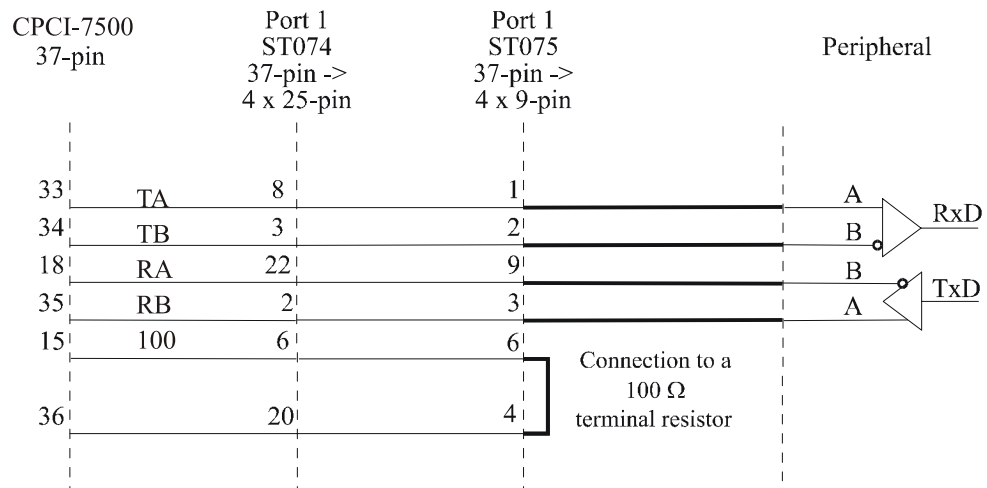 CPCI-7500
37-pin
Port 1
ST074
37-pin ->
4 x 25-pin
Port 1
ST075
37-pin ->
4 x 9-pin
Peripheral
33 TA 8 1 A RxD
34 TB 3 2 B
18 RA 22 9 B TxD
35 RB 2 3 A
15 100 6 6
36 20 4
Connection to a
100 Ω
terminal resistor